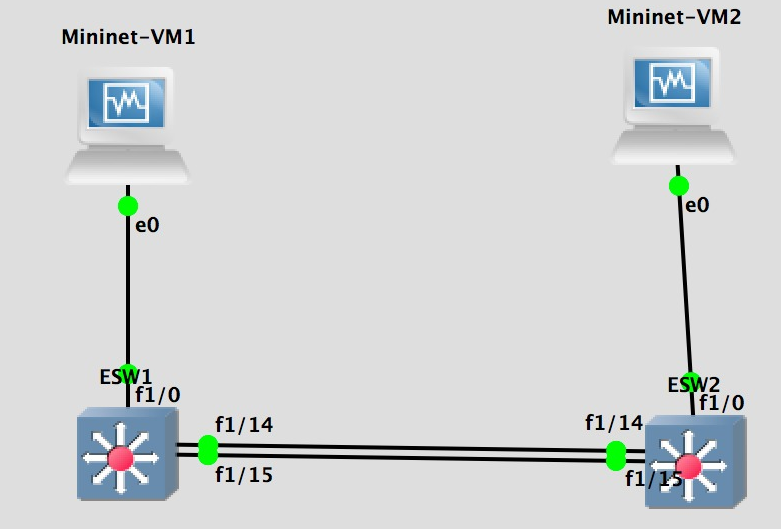 Mininet-VM1
Mininet-VM2
e0
e0
ESW1
f1/0
ESW2
f1/0
f1/14
f1/14
f1/15
f1/15